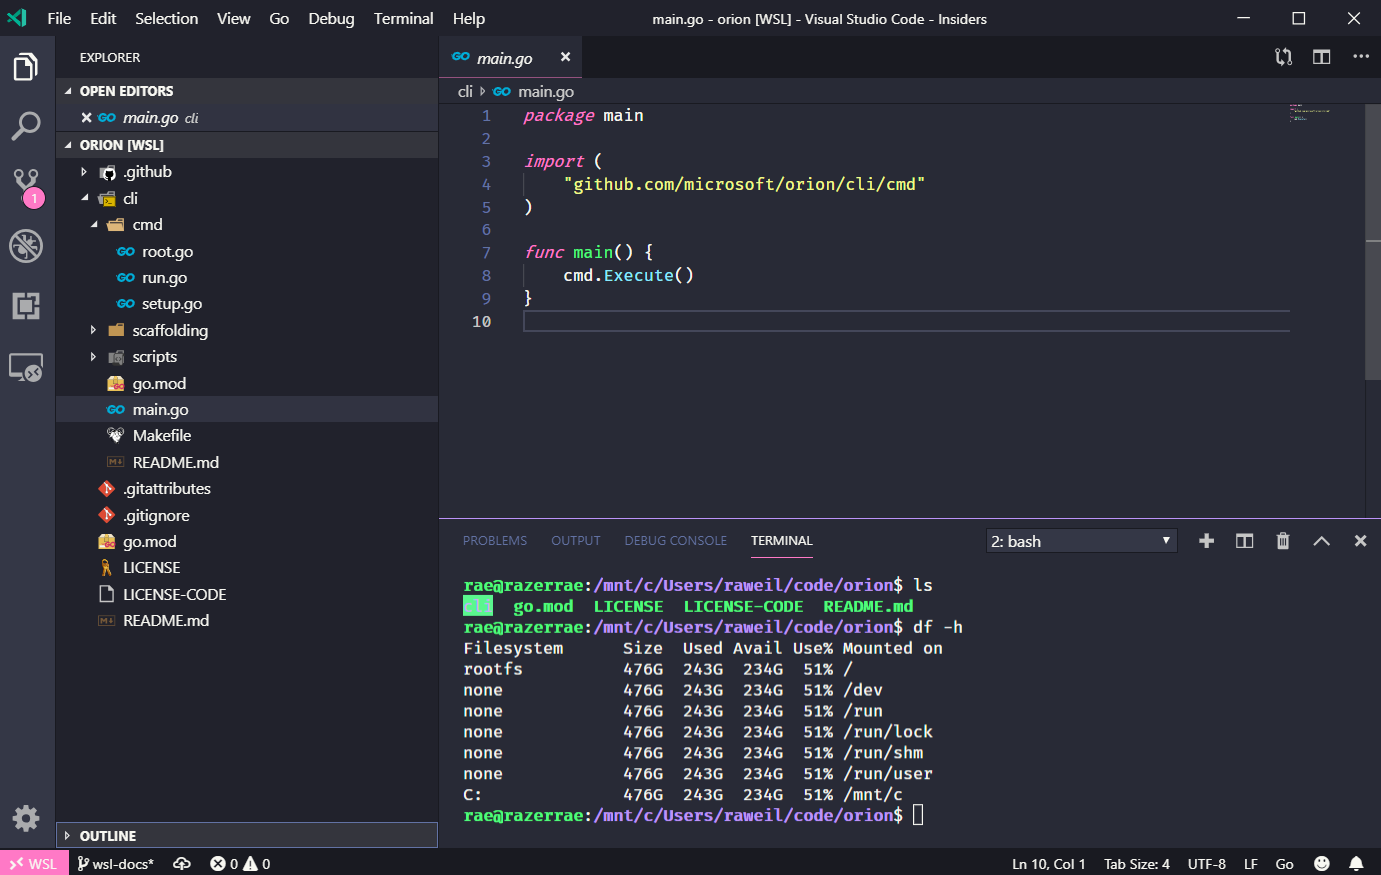 File Edit Selection View Go Debug Terminal Help
main.go - orion [WSL] - Visual Studio Code - Insiders
EXPLORER
OPEN EDITORS
GO main.go cli
ORION [WSL]
.github
cli
cmd
GO root.go
GO run.go
GO setup.go
scaffolding
scripts
go.mod
GO main.go
Makefile
README.md
.gitattributes
.gitignore
go.mod
LICENSE
LICENSE-CODE
README.md
OUTLINE
1
GO main.go
cli GO main.go
1 package main
2
3 import (
4 "github.com/microsoft/orion/cli/cmd"
5 )
6
7 func main() {
8 cmd.Execute()
9 }
10
PROBLEMS OUTPUT DEBUG CONSOLE TERMINAL 2: bash
rae@razerrae:/mnt/c/Users/raweil/code/orion$ ls
cli go.mod LICENSE LICENSE-CODE README.md
rae@razerrae:/mnt/c/Users/raweil/code/orion$ df -h
Filesystem Size Used Avail Use% Mounted on
rootfs 476G 243G 234G 51% /
none 476G 243G 234G 51% /dev
none 476G 243G 234G 51% /run
none 476G 243G 234G 51% /run/lock
none 476G 243G 234G 51% /run/shm
none 476G 243G 234G 51% /run/user
C: 476G 243G 234G 51% /mnt/c
rae@razerrae:/mnt/c/Users/raweil/code/orion$
WSL wsl-docs* 0 0 Ln 10, Col 1 Tab Size: 4 UTF-8 LF Go